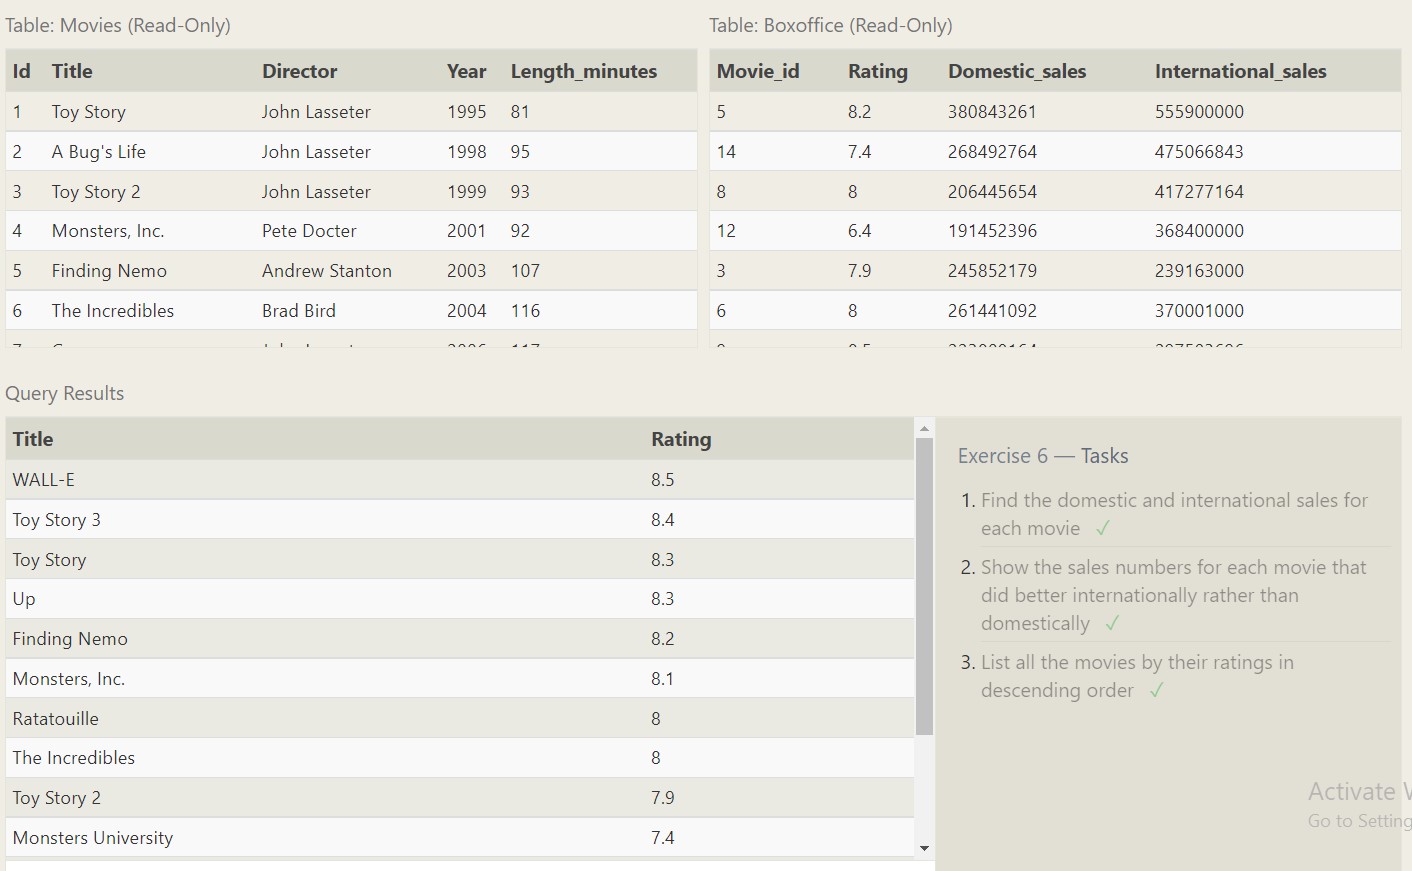 Table: Movies (Read-Only)
Id Title Director Year Length_minutes
1 Toy Story John Lasseter 1995 81
2 A Bug's Life John Lasseter 1998 95
3 Toy Story 2 John Lasseter 1999 93
4 Monsters, Inc. Pete Docter 2001 92
5 Finding Nemo Andrew Stanton 2003 107
6 The Incredibles Brad Bird 2004 116
Table: Boxoffice (Read-Only)
Movie_id Rating Domestic_sales International_sales
5 8.2 380843261 555900000
14 7.4 268492764 475066843
8 8 206445654 417277164
12 6.4 191452396 368400000
3 7.9 245852179 239163000
6 8 261441092 370001000
Query Results
Title Rating
WALL-E 8.5
Toy Story 3 8.4
Toy Story 8.3
Up 8.3
Finding Nemo 8.2
Monsters, Inc. 8.1
Ratatouille 8
The Incredibles 8
Toy Story 2 7.9
Monsters University 7.4
Exercise 6 — Tasks
1. Find the domestic and international sales for
each movie ✓
2. Show the sales numbers for each movie that
did better internationally rather than
domestically ✓
3. List all the movies by their ratings in
descending order ✓
Activate
Go to Setting